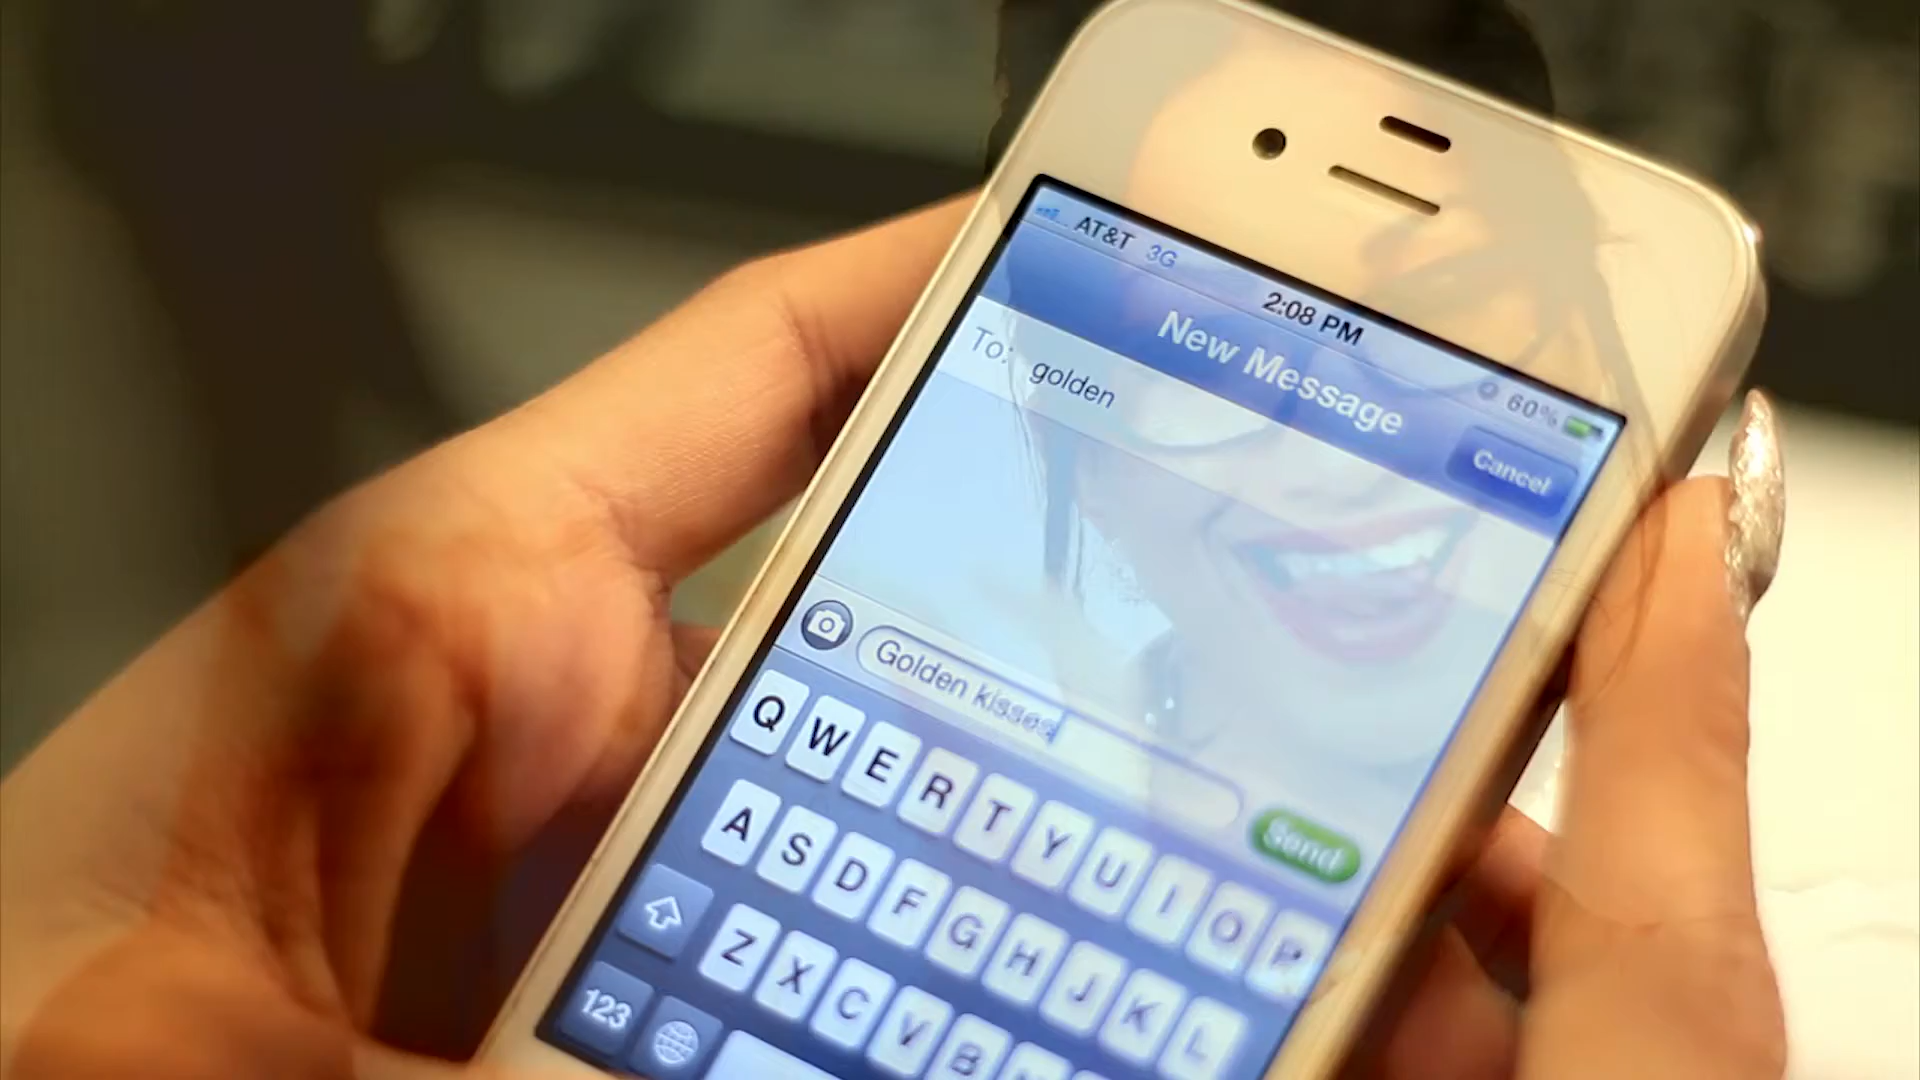 AT&T 3G 2:08 PM 60%
New Message
Cancel
To: golden
Golden kisses
Send
Q W E R T Y U I O P
A S D F G H J K L
Z X C V B
123